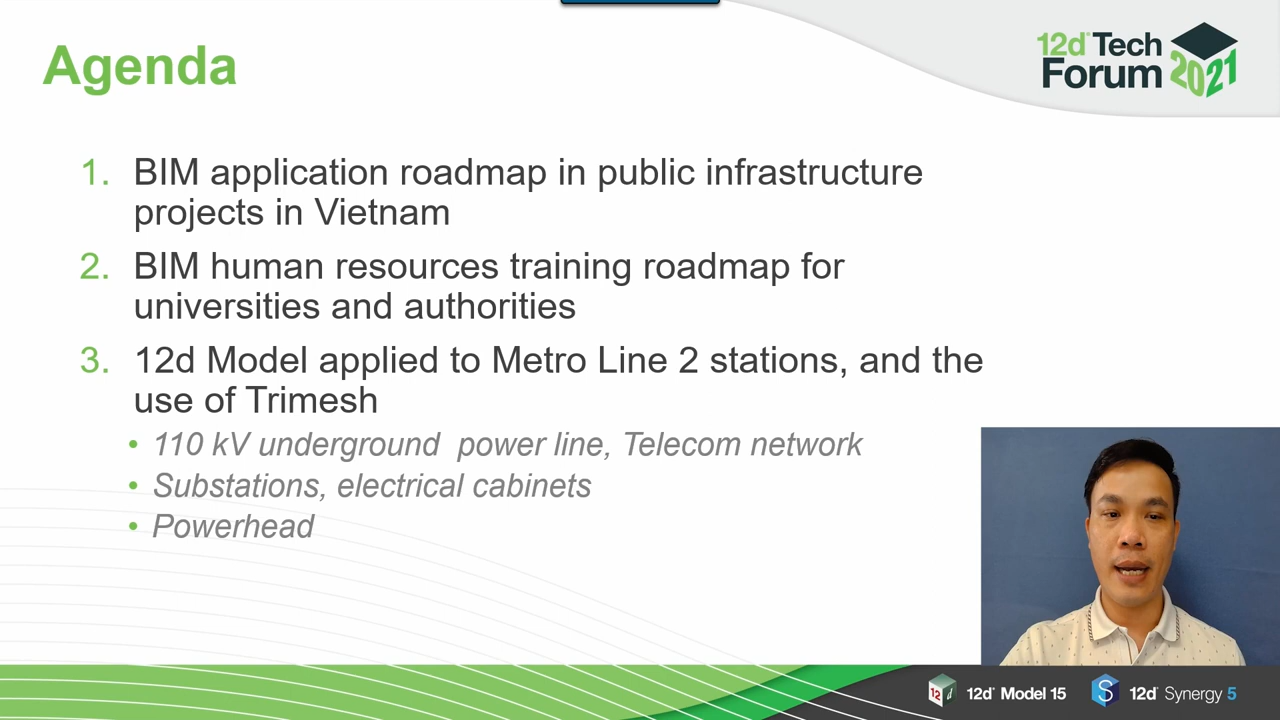 Agenda
12d Tech
Forum 2021
1. BIM application roadmap in public infrastructure
projects in Vietnam
2. BIM human resources training roadmap for
universities and authorities
3. 12d Model applied to Metro Line 2 stations, and the
use of Trimesh
• 110 kV underground power line, Telecom network
• Substations, electrical cabinets
• Powerhead
12d Model 15
12d Synergy 5